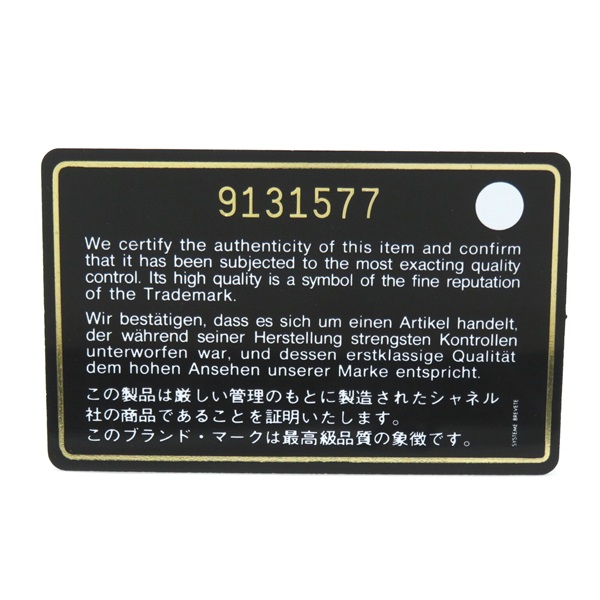 9131577
We certify the authenticity of this item and confirm
that it has been subjected to the most exacting quality
control. Its high quality is a symbol of the fine reputation
of the Trademark.
Wir bestätigen, dass es sich um einen Artikel handelt,
der während seiner Herstellung strengsten Kontrollen
unterworfen war, und dessen erstklassige Qualität
dem hohen Ansehen unserer Marke entspricht.
この製品は厳しい管理のもとに製造されたシャネル
社の商品であることを証明いたします。
このブランド・マークは最高級品質の象徴です。
SYSTEME BREVETE